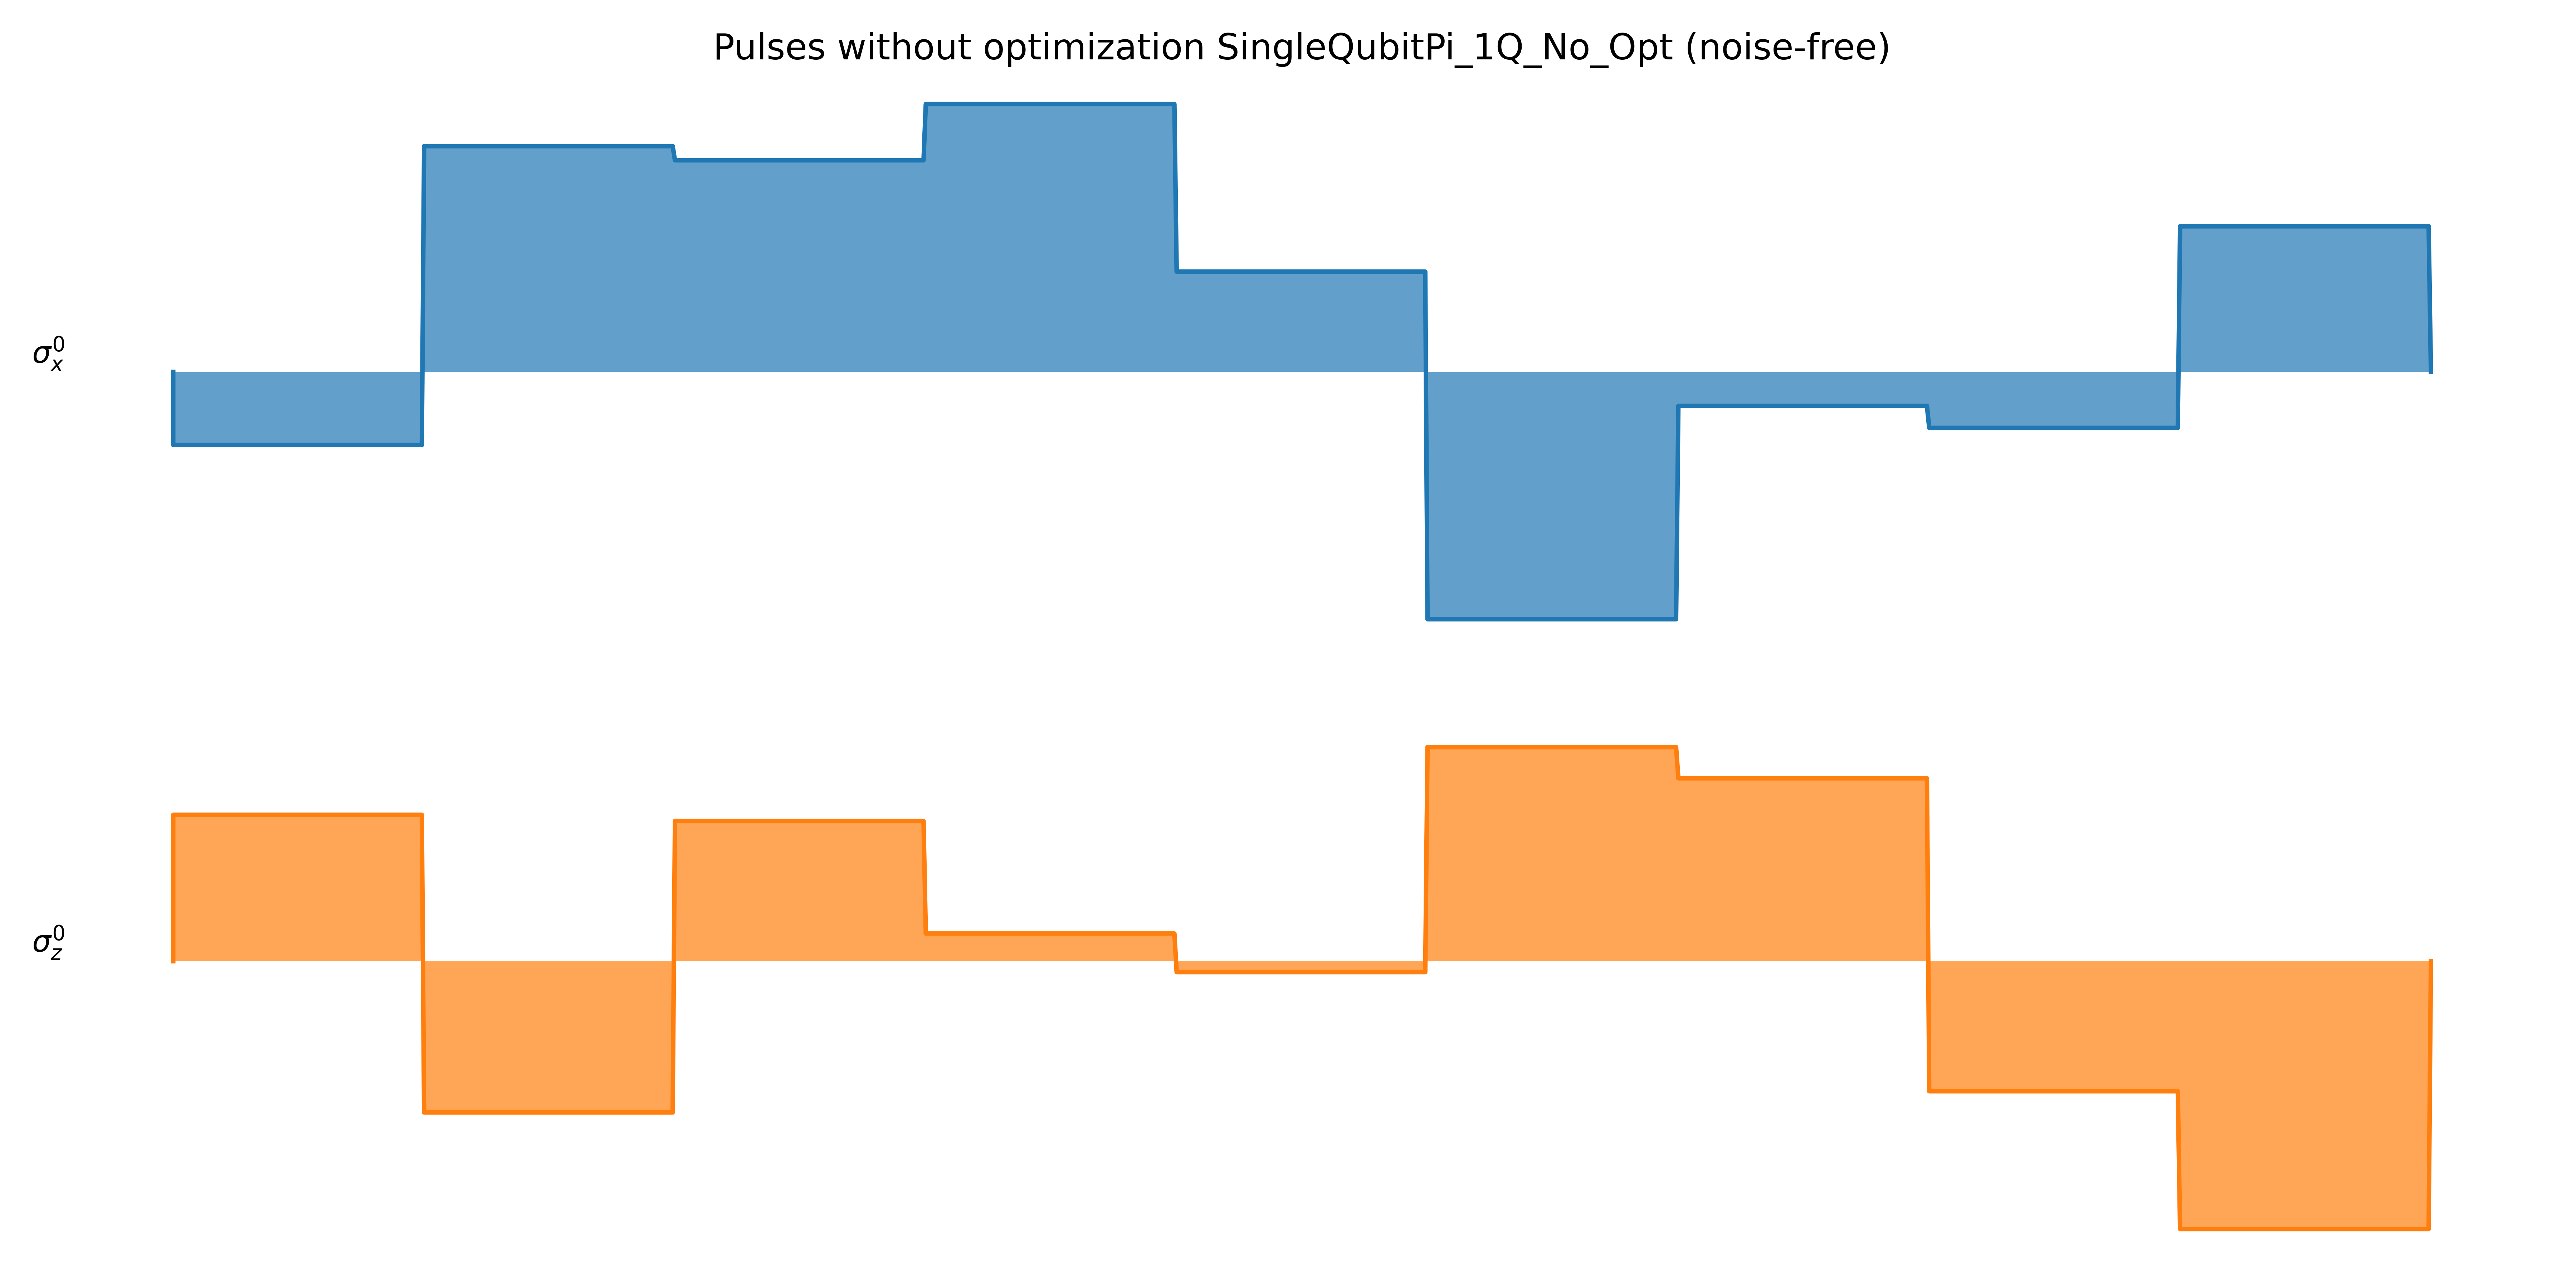 Pulses without optimization SingleQubitPi_1Q_No_Opt (noise-free)
σ_x^0
σ_z^0